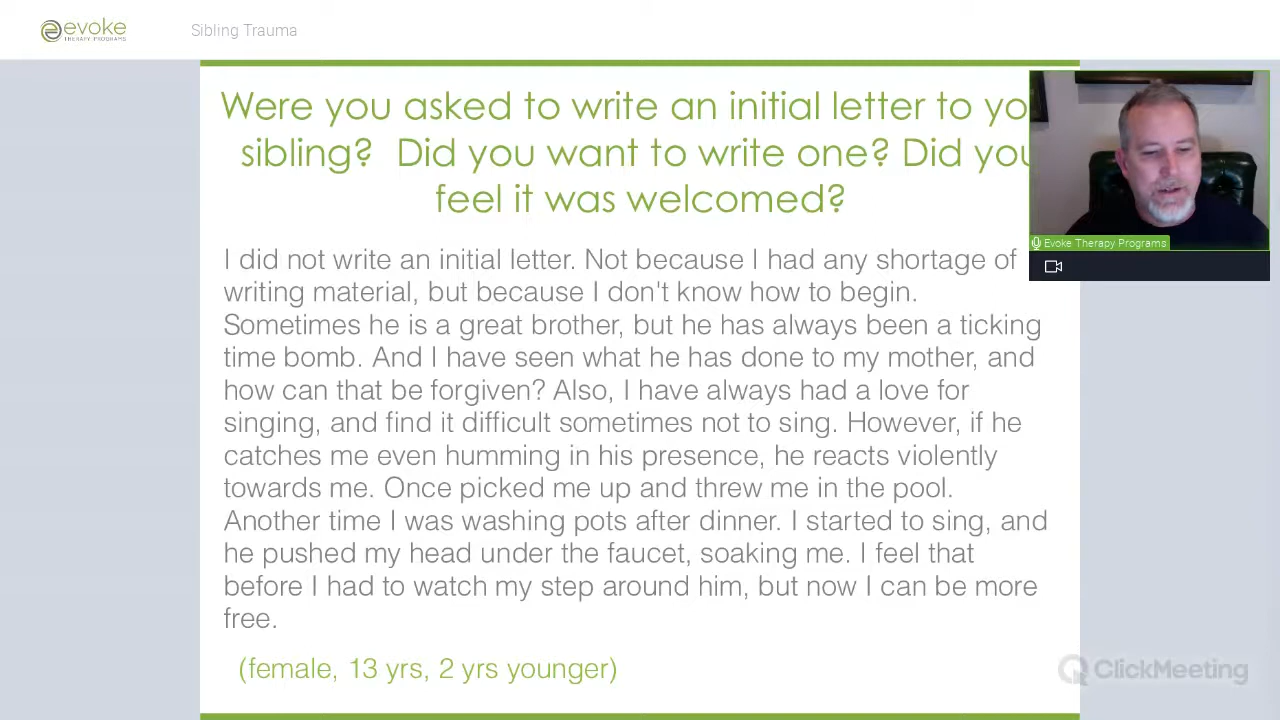 evoke
THERAPY PROGRAMS
Sibling Trauma
Were you asked to write an initial letter to yo
sibling? Did you want to write one? Did you
feel it was welcomed?
Evoke Therapy Programs
I did not write an initial letter. Not because I had any shortage of
writing material, but because I don't know how to begin.
Sometimes he is a great brother, but he has always been a ticking
time bomb. And I have seen what he has done to my mother, and
how can that be forgiven? Also, I have always had a love for
singing, and find it difficult sometimes not to sing. However, if he
catches me even humming in his presence, he reacts violently
towards me. Once picked me up and threw me in the pool.
Another time I was washing pots after dinner. I started to sing, and
he pushed my head under the faucet, soaking me. I feel that
before I had to watch my step around him, but now I can be more
free.
(female, 13 yrs, 2 yrs younger)
ClickMeeting